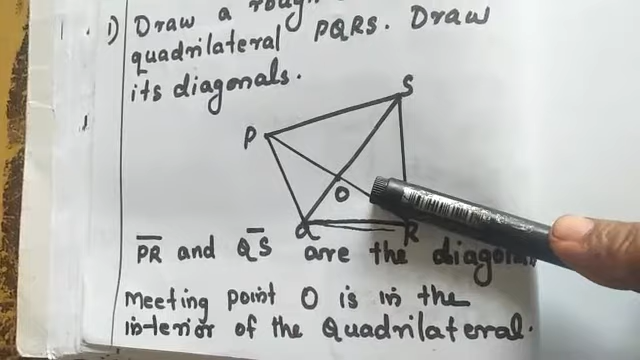 1) Draw a rough
quadrilateral PQRS. Draw
its diagonals.
S
P
O
Q
R
PR and QS are the
Meeting point O is in the
interior of the Quadrilateral.